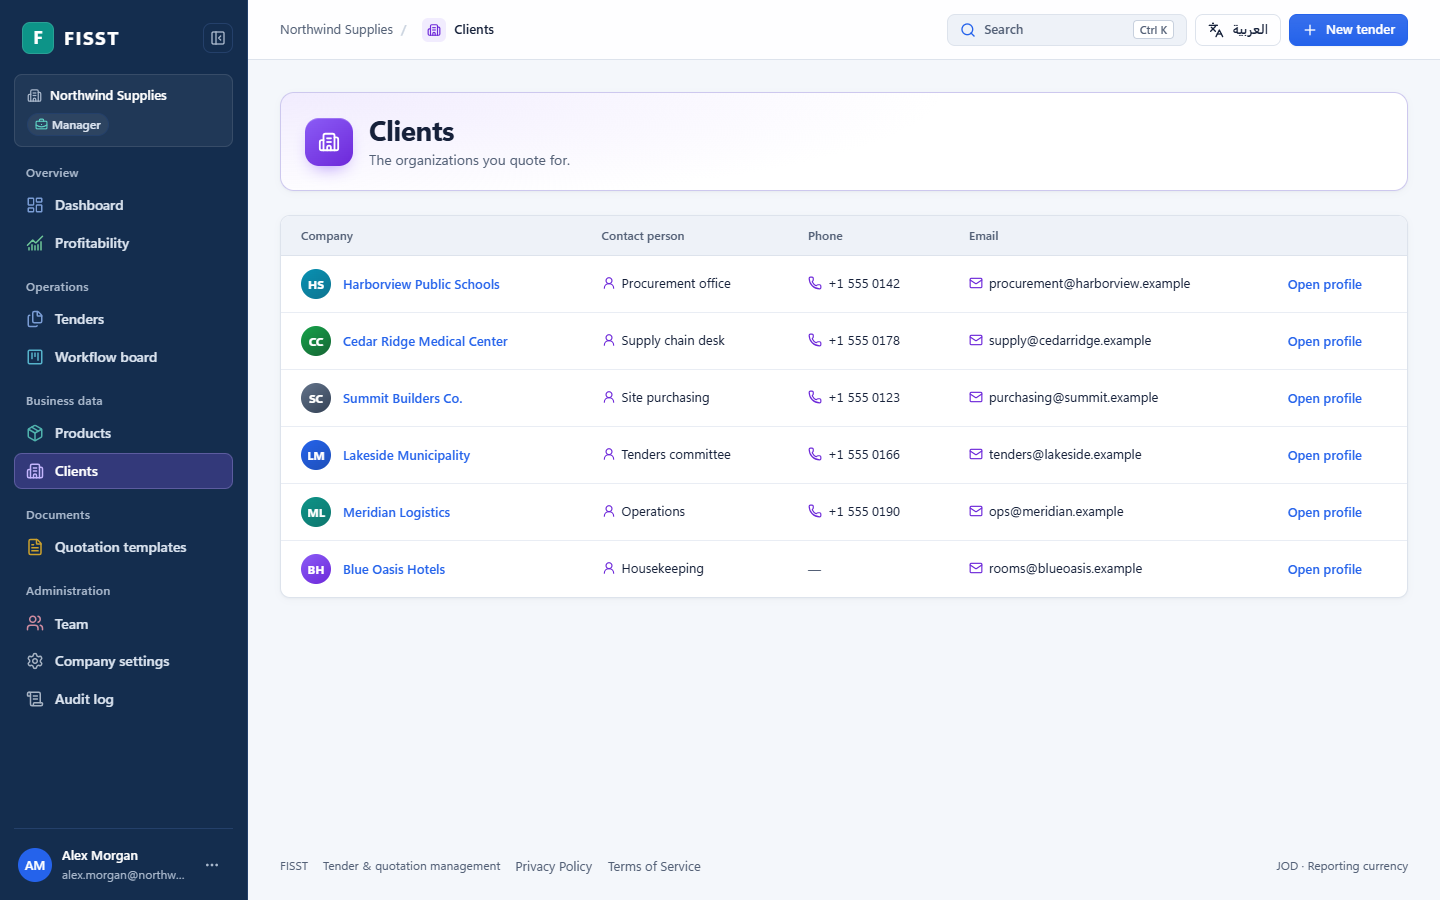 F FISST
Northwind Supplies
Manager
Overview
Dashboard
Profitability
Operations
Tenders
Workflow board
Business data
Products
Clients
Documents
Quotation templates
Administration
Team
Company settings
Audit log
AM Alex Morgan
alex.morgan@northw...
Northwind Supplies / Clients
Search Ctrl K
العربية
New tender
Clients
The organizations you quote for.
Company Contact person Phone Email
HS Harborview Public Schools Procurement office +1 555 0142 procurement@harborview.example Open profile
CC Cedar Ridge Medical Center Supply chain desk +1 555 0178 supply@cedarridge.example Open profile
SC Summit Builders Co. Site purchasing +1 555 0123 purchasing@summit.example Open profile
LM Lakeside Municipality Tenders committee +1 555 0166 tenders@lakeside.example Open profile
ML Meridian Logistics Operations +1 555 0190 ops@meridian.example Open profile
BH Blue Oasis Hotels Housekeeping — rooms@blueoasis.example Open profile
FISST Tender & quotation management Privacy Policy Terms of Service JOD · Reporting currency